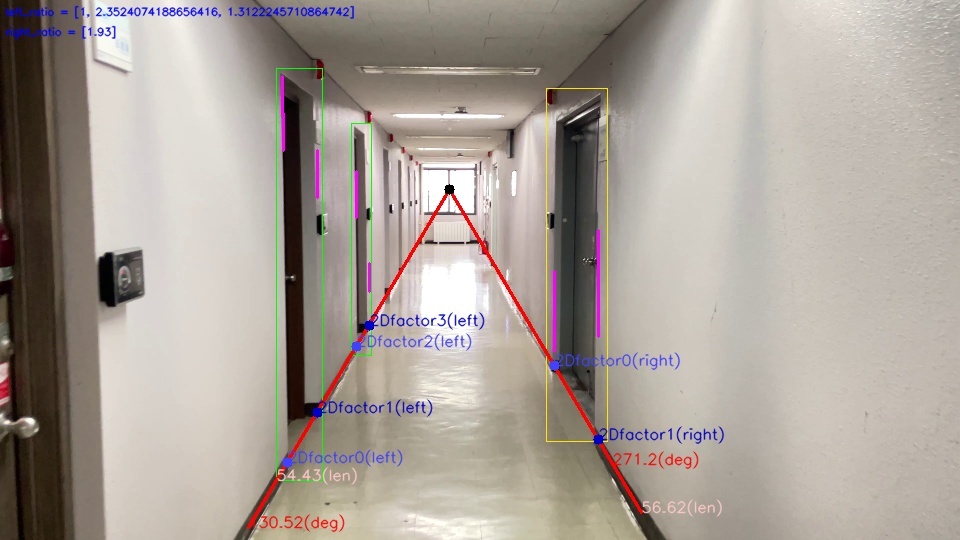 left_ratio = [1, 2.3524074188656416, 1.3122245710864742]
right_ratio = [1.93]
2Dfactor3(left)
2Dfactor2(left)
2Dfactor0(right)
2Dfactor1(left)
2Dfactor1(right)
2Dfactor0(left)
271.2(deg)
54.43(len)
56.62(len)
30.52(deg)